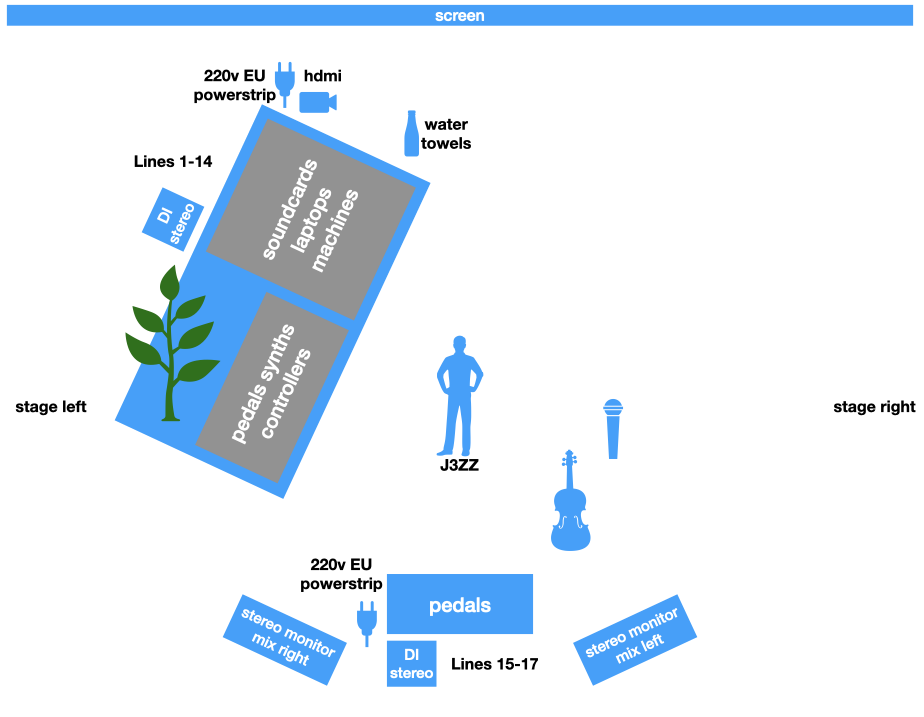 screen
220v EU
powerstrip
hdmi
water
towels
Lines 1-14
DI
stereo
soundcards
laptops
machines
pedals synths
controllers
stage left
stage right
J3ZZ
220v EU
powerstrip
pedals
stereo monitor
mix right
DI
stereo
Lines 15-17
stereo monitor
mix left